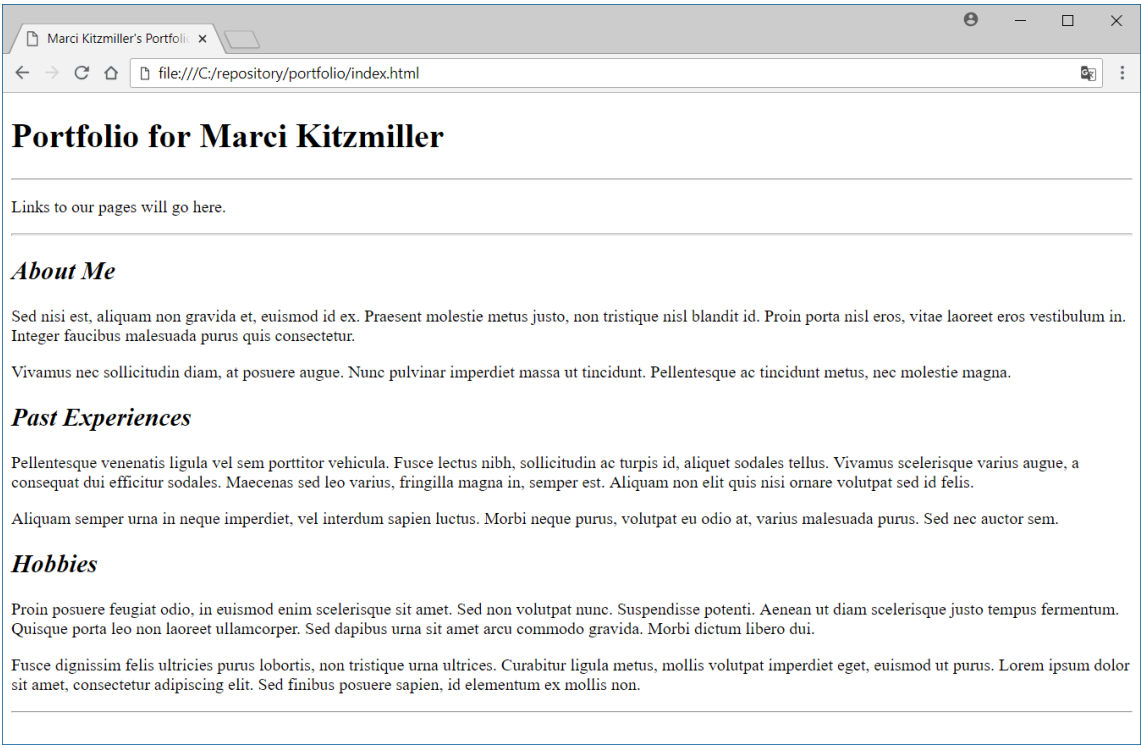 Marci Kitzmiller's Portfolio
file:///C:/repository/portfolio/index.html
Portfolio for Marci Kitzmiller
Links to our pages will go here.
About Me
Sed nisi est, aliquam non gravida et, euismod id ex. Praesent molestie metus justo, non tristique nisl blandit id. Proin porta nisl eros, vitae laoreet eros vestibulum in.
Integer faucibus malesuada purus quis consectetur.
Vivamus nec sollicitudin diam, at posuere augue. Nunc pulvinar imperdiet massa ut tincidunt. Pellentesque ac tincidunt metus, nec molestie magna.
Past Experiences
Pellentesque venenatis ligula vel sem porttitor vehicula. Fusce lectus nibh, sollicitudin ac turpis id, aliquet sodales tellus. Vivamus scelerisque varius augue, a
consequat dui efficitur sodales. Maecenas sed leo varius, fringilla magna in, semper est. Aliquam non elit quis nisi ornare volutpat sed id felis.
Aliquam semper urna in neque imperdiet, vel interdum sapien luctus. Morbi neque purus, volutpat eu odio at, varius malesuada purus. Sed nec auctor sem.
Hobbies
Proin posuere feugiat odio, in euismod enim scelerisque sit amet. Sed non volutpat nunc. Suspendisse potenti. Aenean ut diam scelerisque justo tempus fermentum.
Quisque porta leo non laoreet ullamcorper. Sed dapibus urna sit amet arcu commodo gravida. Morbi dictum libero dui.
Fusce dignissim felis ultricies purus lobortis, non tristique urna ultrices. Curabitur ligula metus, mollis volutpat imperdiet eget, euismod ut purus. Lorem ipsum dolor
sit amet, consectetur adipiscing elit. Sed finibus posuere sapien, id elementum ex mollis non.